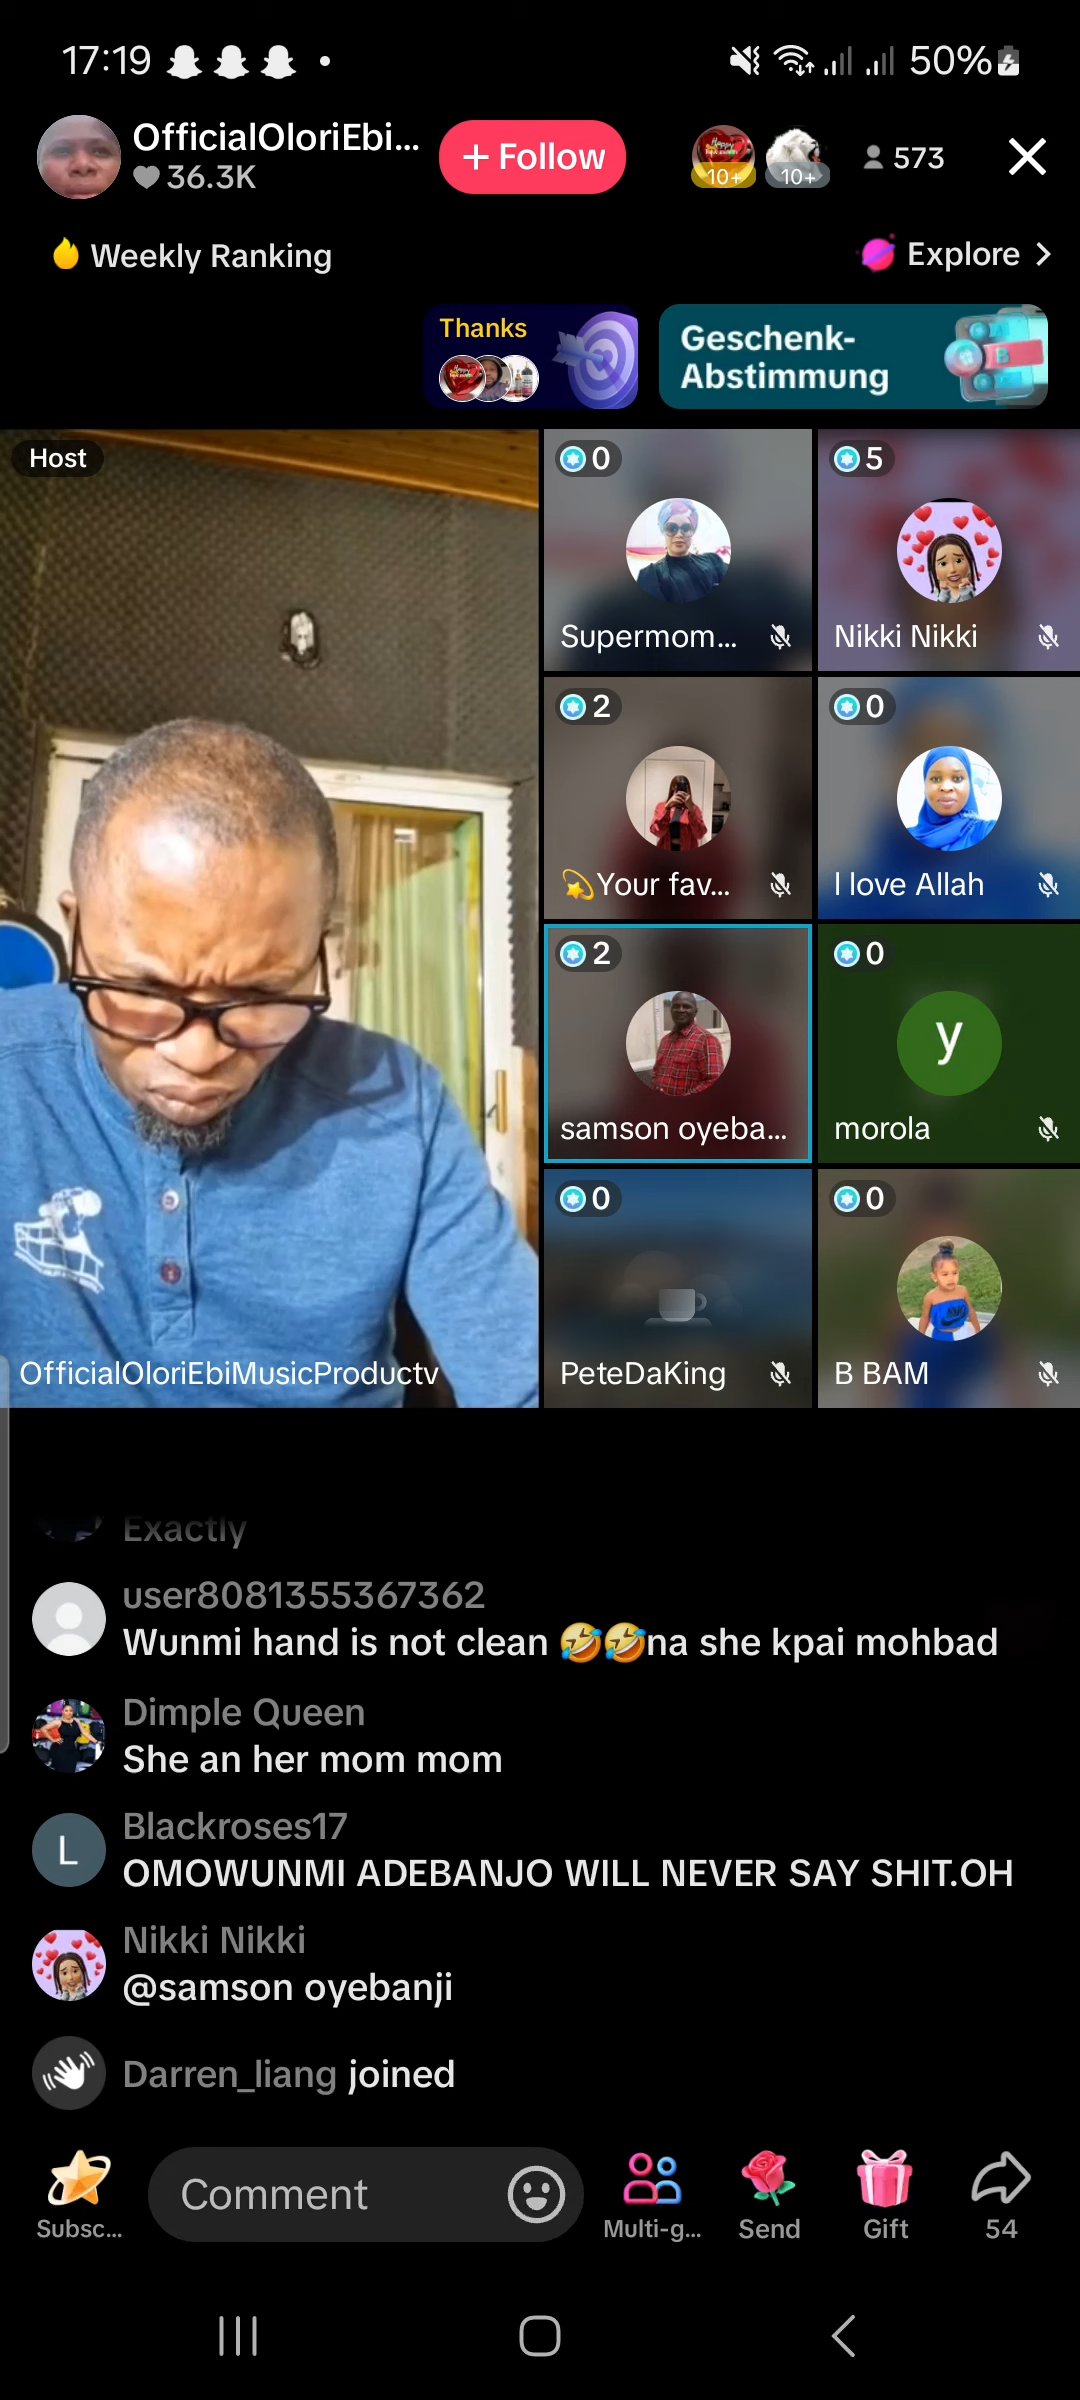 17:19
50%
OfficialOloriEbi...
36.3K
+ Follow
10+
10+
573
Weekly Ranking
Explore >
Thanks
Geschenk-
Abstimmung
Host
OfficialOloriEbiMusicProductv
0
Supermom...
5
Nikki Nikki
2
💫Your fav...
0
I love Allah
2
samson oyeba...
0
y
morola
0
PeteDaKing
0
B BAM
Exactly
user8081355367362
Wunmi hand is not clean 🤣🤣na she kpai mohbad
Dimple Queen
She an her mom mom
L
Blackroses17
OMOWUNMI ADEBANJO WILL NEVER SAY SHIT.OH
Nikki Nikki
@samson oyebanji
Darren_liang joined
Comment
Subsc...
Multi-g...
Send
Gift
54